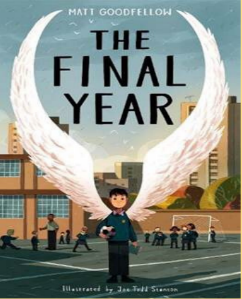 MATT GOODFELLOW
THE
FINAL
YEAR
Illustrated by Joe Todd Stanton